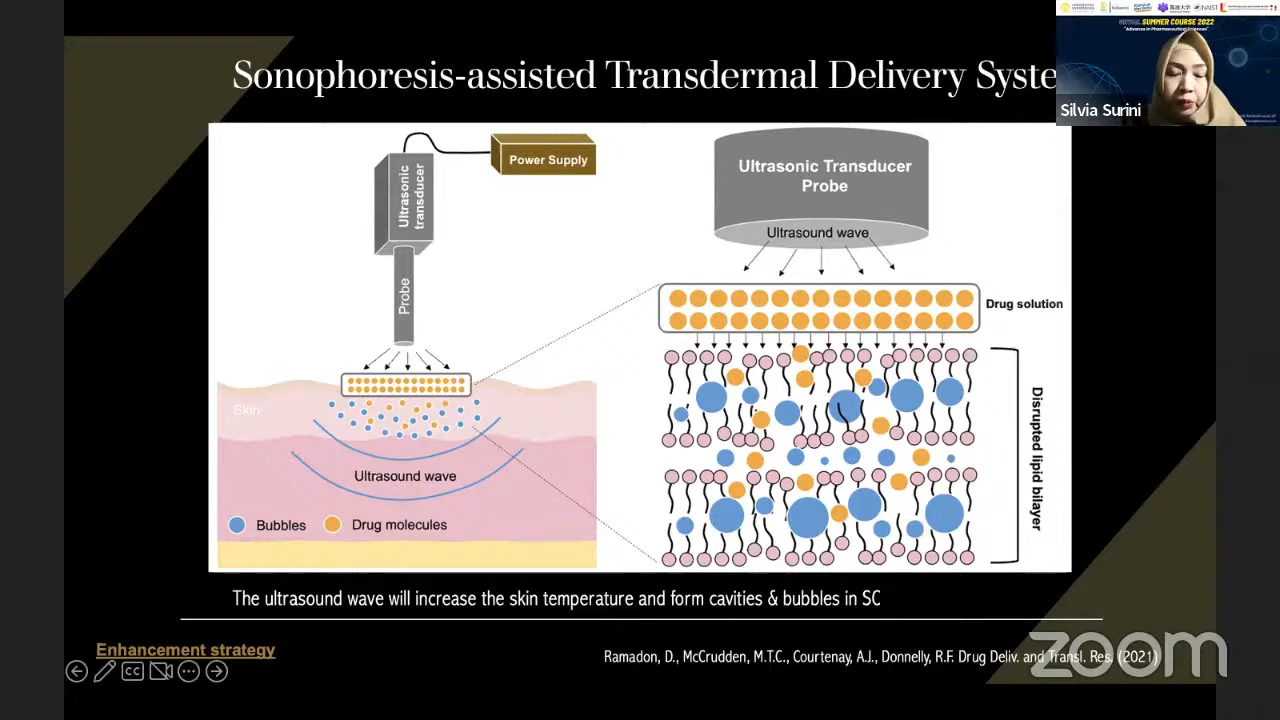 Sonophoresis-assisted Transdermal Delivery Syste
SUMMER COURSE 2022
"Advance in Pharmaceutical Sciences"
Silvia Surini
Power Supply
Ultrasonic
transducer
Probe
Skin
Ultrasound wave
Bubbles
Drug molecules
Ultrasonic Transducer
Probe
Ultrasound wave
Drug solution
Disrupted lipid bilayer
The ultrasound wave will increase the skin temperature and form cavities & bubbles in SC
Enhancement strategy
CC
Ramadon, D., McCrudden, M.T.C., Courtenay, A.J., Donnelly, R.F. Drug Deliv. and Transl. Res. (2021)
zoom